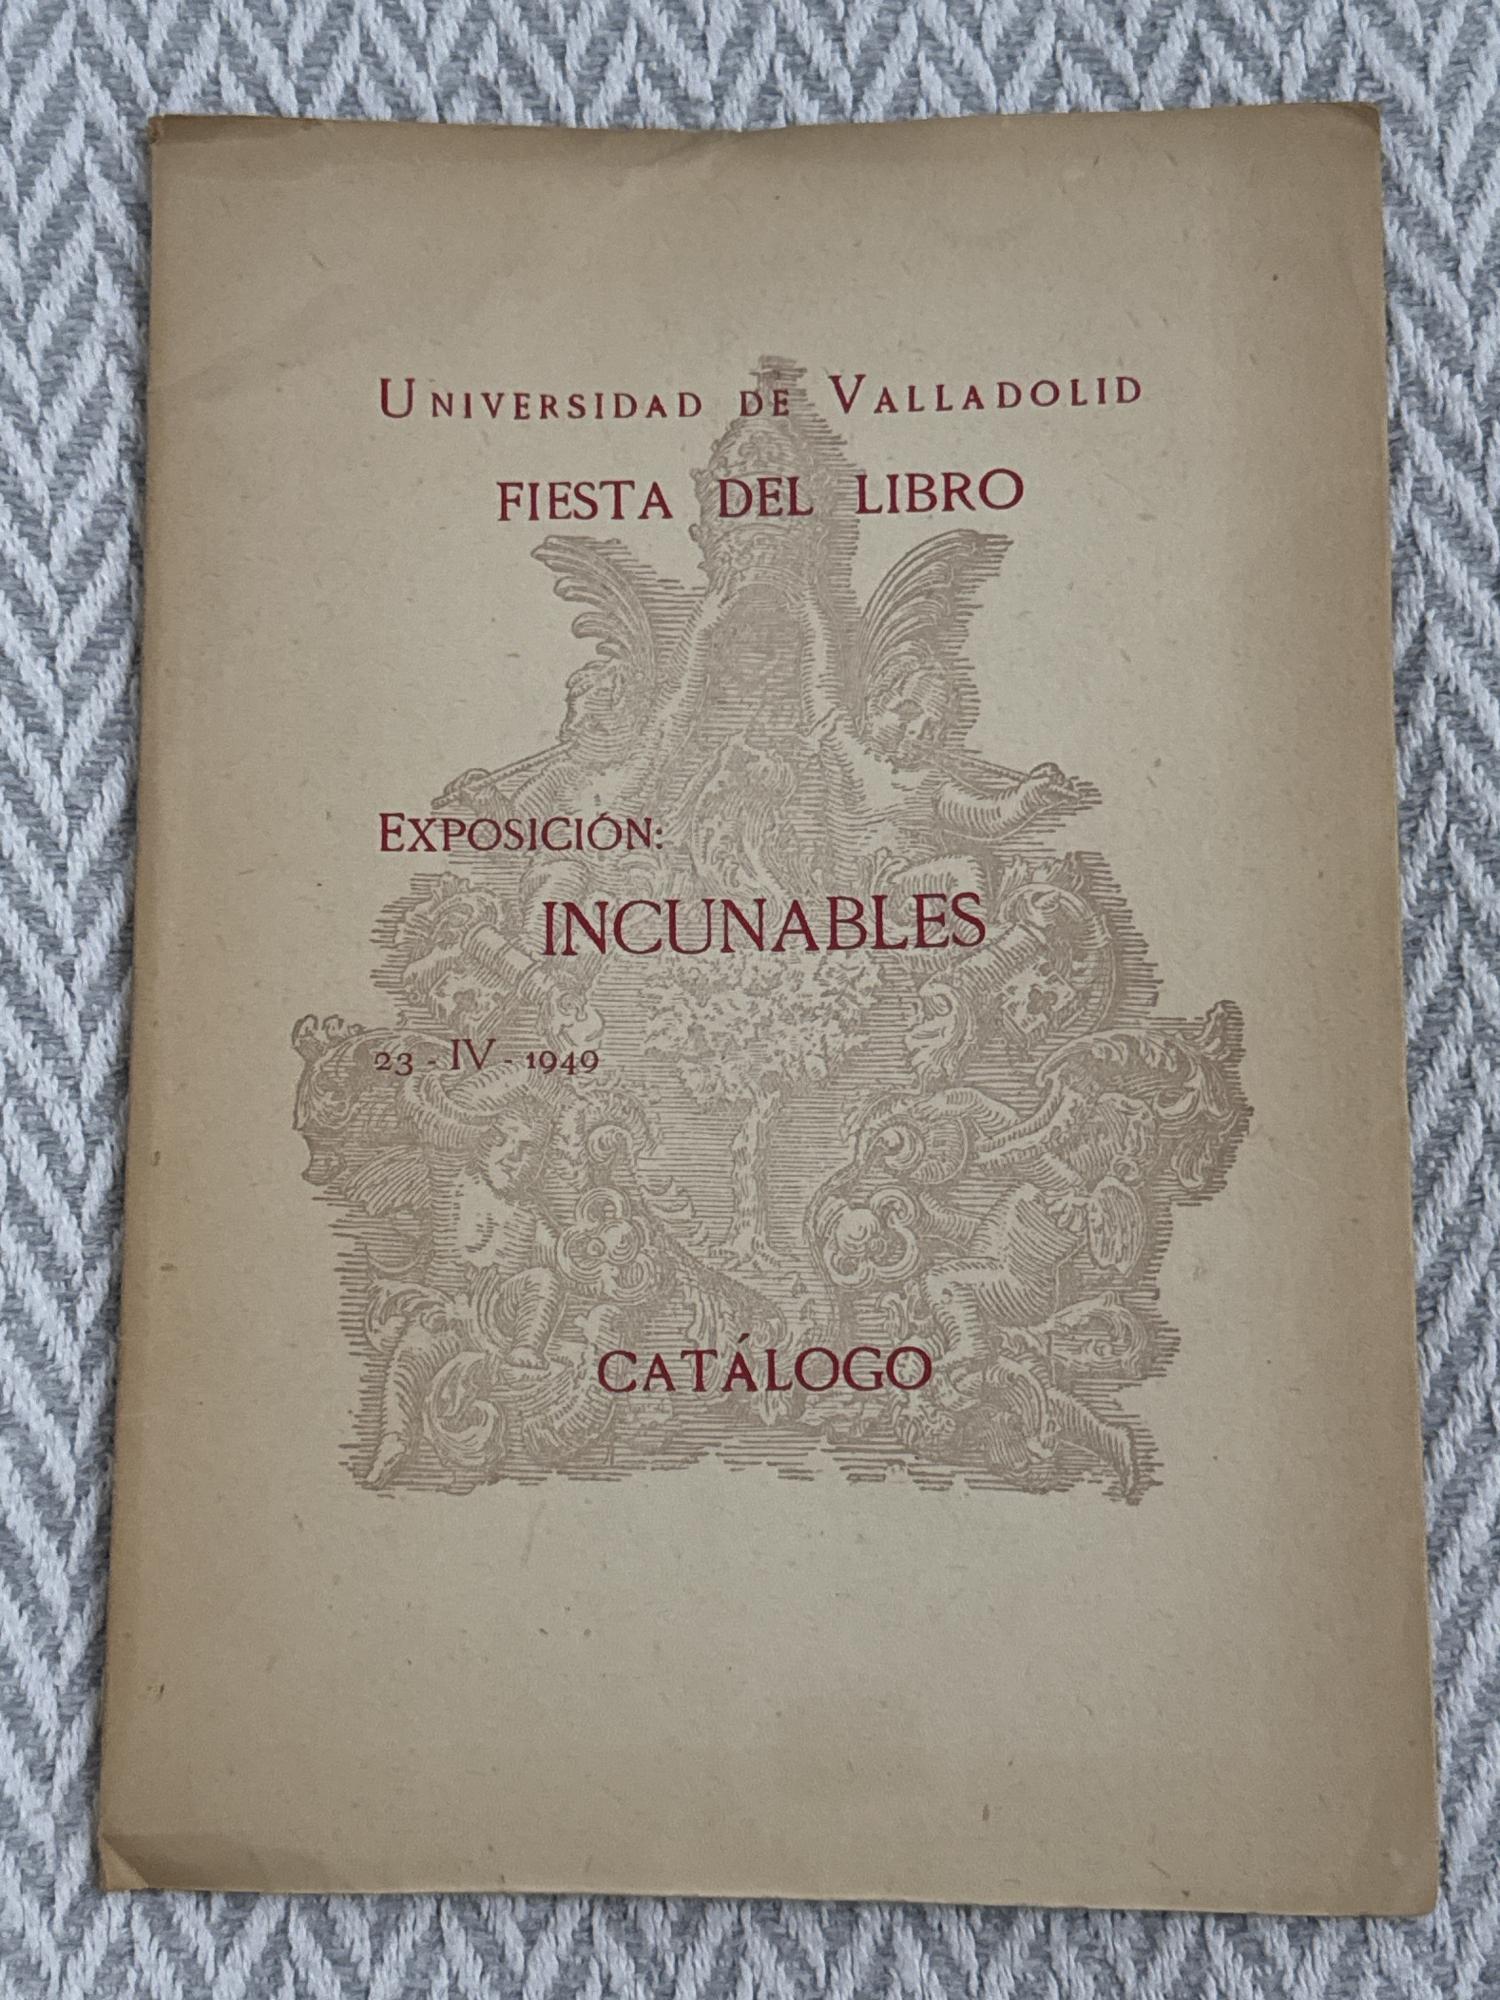 UNIVERSIDAD DE VALLADOLID
FIESTA DEL LIBRO
EXPOSICIÓN:
INCUNABLES
23 - IV - 1949
CATÁLOGO